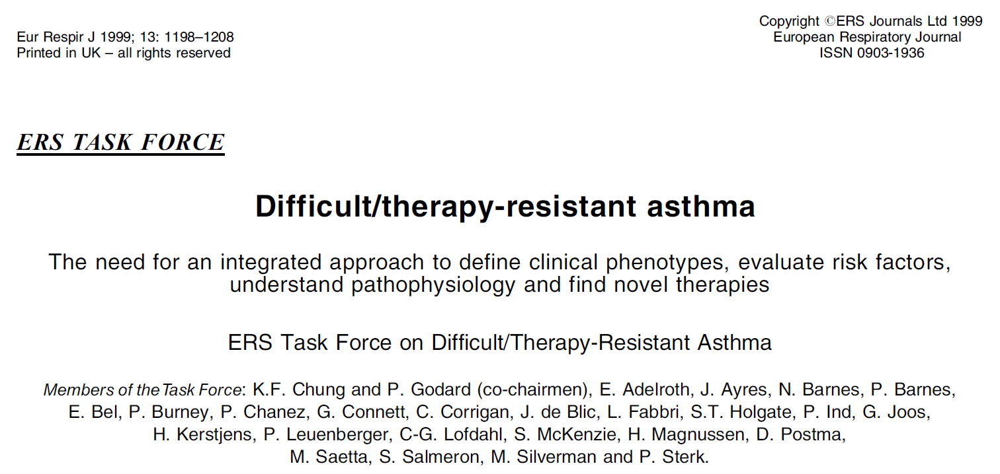 Eur Respir J 1999; 13: 1198–1208
Printed in UK – all rights reserved
Copyright ©ERS Journals Ltd 1999
European Respiratory Journal
ISSN 0903-1936
ERS TASK FORCE
Difficult/therapy-resistant asthma
The need for an integrated approach to define clinical phenotypes, evaluate risk factors,
understand pathophysiology and find novel therapies
ERS Task Force on Difficult/Therapy-Resistant Asthma
Members of the Task Force: K.F. Chung and P. Godard (co-chairmen), E. Adelroth, J. Ayres, N. Barnes, P. Barnes,
E. Bel, P. Burney, P. Chanez, G. Connett, C. Corrigan, J. de Blic, L. Fabbri, S.T. Holgate, P. Ind, G. Joos,
H. Kerstjens, P. Leuenberger, C-G. Lofdahl, S. McKenzie, H. Magnussen, D. Postma,
M. Saetta, S. Salmeron, M. Silverman and P. Sterk.